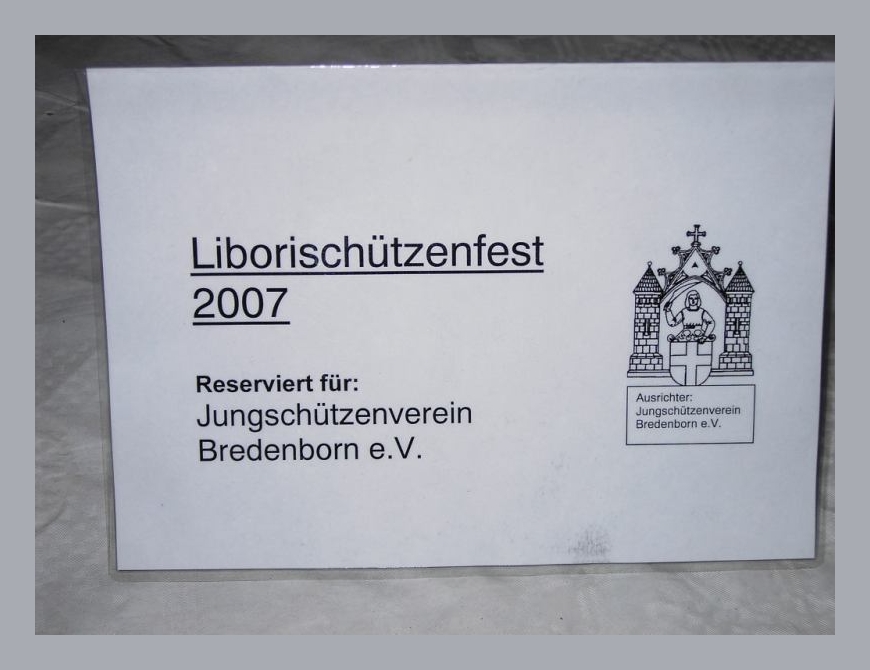 Liborischützenfest
2007
Reserviert für:
Jungschützenverein
Bredenborn e.V.
Ausrichter:
Jungschützenverein
Bredenborn e.V.